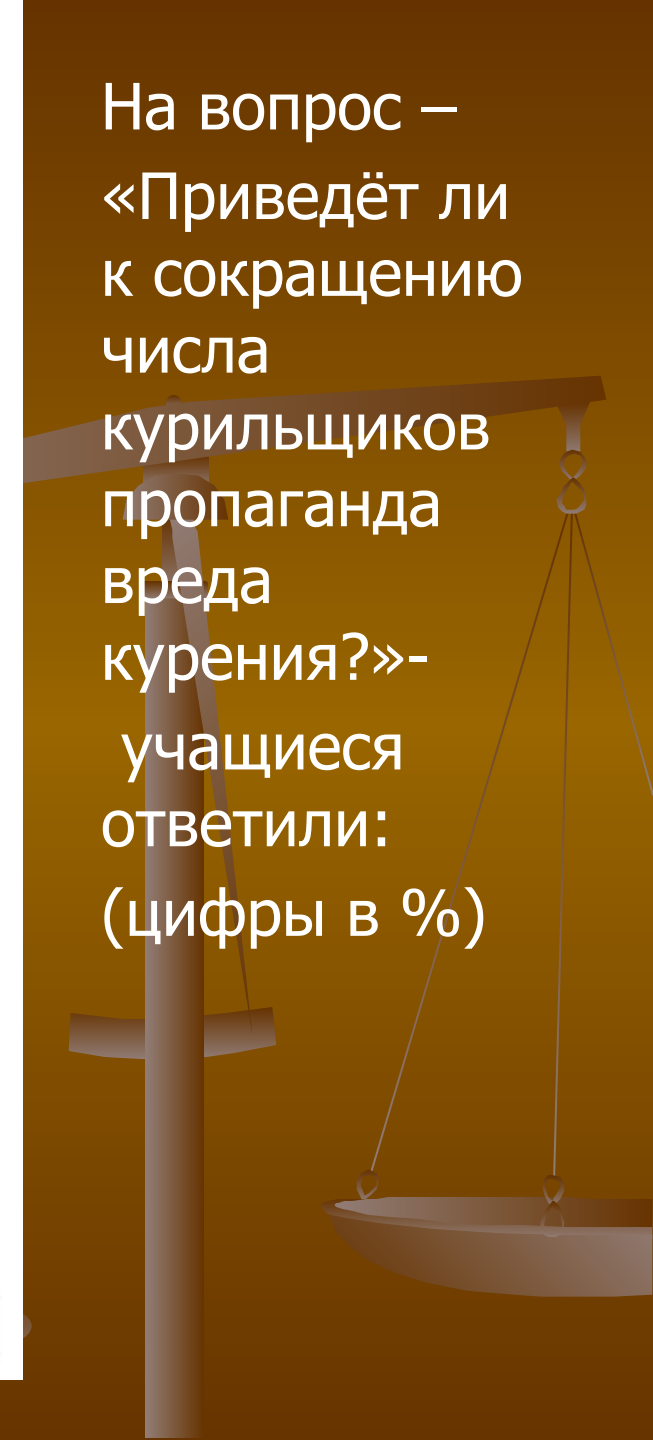 На вопрос –
«Приведёт ли
к сокращению
числа
курильщиков
пропаганда
вреда
курения?»-
учащиеся
ответили:
(цифры в %)